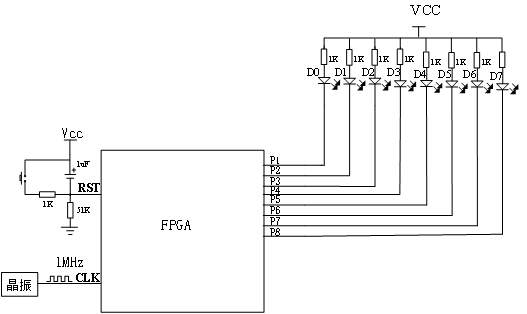 VCC
1K 1K 1K 1K 1K 1K 1K
D0 D1 D2 D3 D4 D5 D6 D7
VCC
1uF
RST
1K
51K
FPGA
P1
P2
P3
P4
P5
P6
P7
P8
1MHz
CLK
晶振